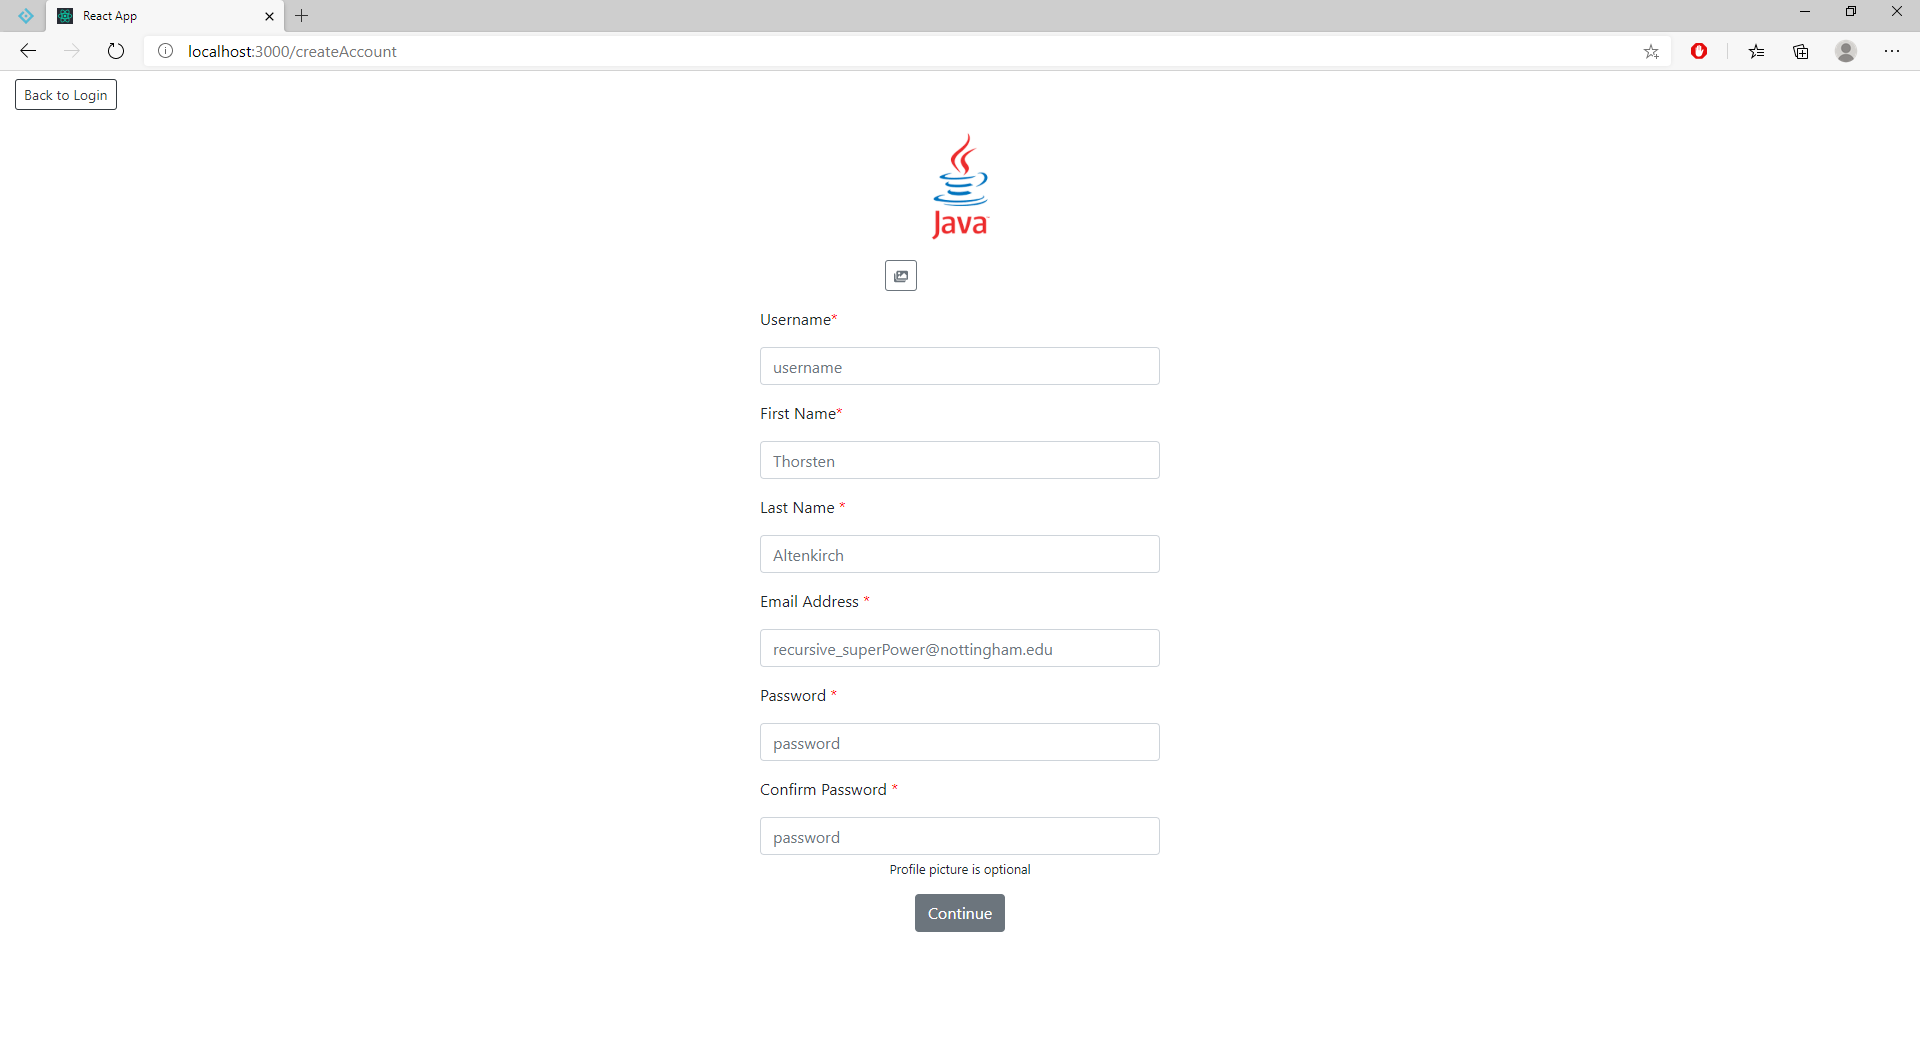 React App
localhost:3000/createAccount
Back to Login
Java
Username*
username
First Name*
Thorsten
Last Name *
Altenkirch
Email Address *
recursive_superPower@nottingham.edu
Password *
password
Confirm Password *
password
Profile picture is optional
Continue